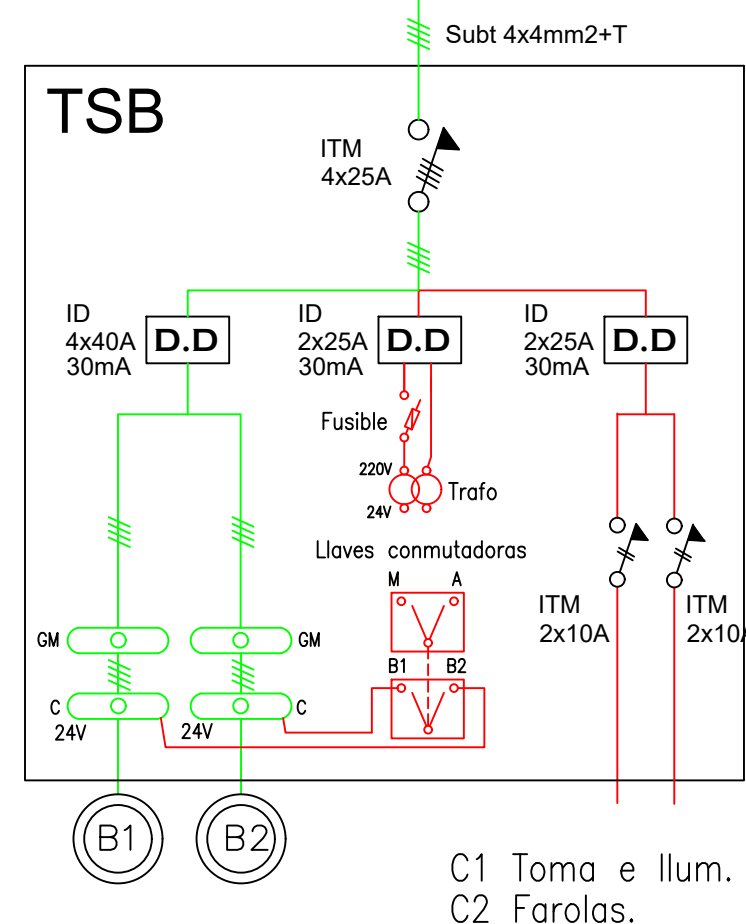 Subt 4x4mm2+T
TSB
ITM
4x25A
ID
4x40A
30mA
D.D
ID
2x25A
30mA
D.D
ID
2x25A
30mA
D.D
Fusible
220V
Trafo
24V
Llaves conmutadoras
M A
ITM
2x10A
ITM
2x10A
GM
GM
B1 B2
C
24V
C
24V
B1
B2
C1 Toma e Ilum.
C2 Farolas.